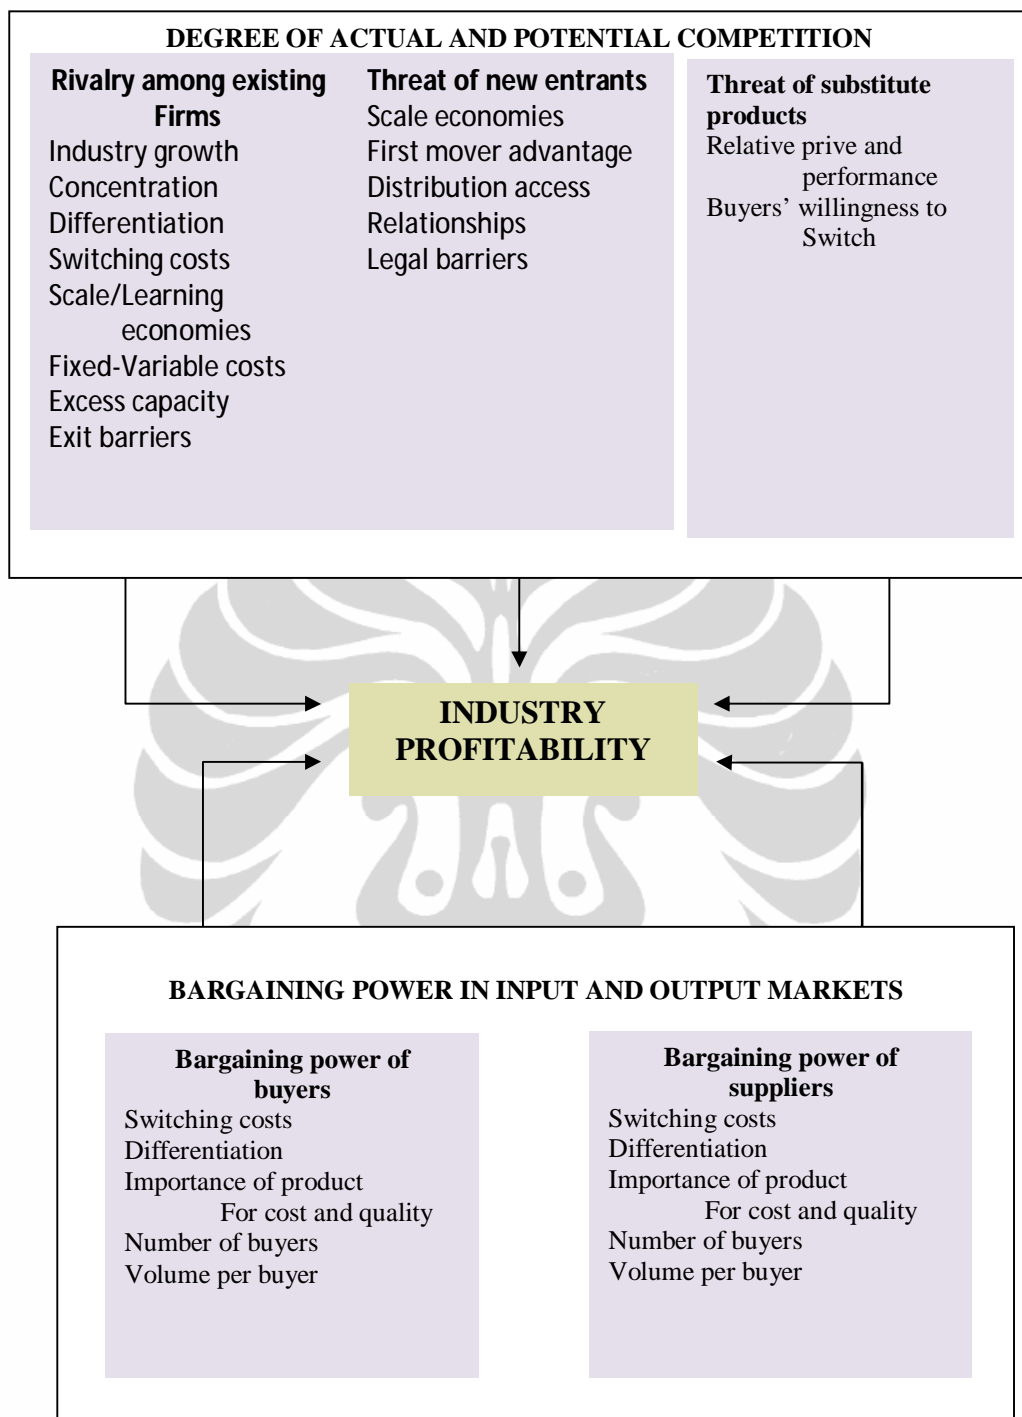 DEGREE OF ACTUAL AND POTENTIAL COMPETITION
Rivalry among existing
Firms
Industry growth
Concentration
Differentiation
Switching costs
Scale/Learning
economies
Fixed-Variable costs
Excess capacity
Exit barriers
Threat of new entrants
Scale economies
First mover advantage
Distribution access
Relationships
Legal barriers
Threat of substitute
products
Relative prive and
performance
Buyers’ willingness to
Switch
INDUSTRY
PROFITABILITY
BARGAINING POWER IN INPUT AND OUTPUT MARKETS
Bargaining power of
buyers
Switching costs
Differentiation
Importance of product
For cost and quality
Number of buyers
Volume per buyer
Bargaining power of
suppliers
Switching costs
Differentiation
Importance of product
For cost and quality
Number of buyers
Volume per buyer